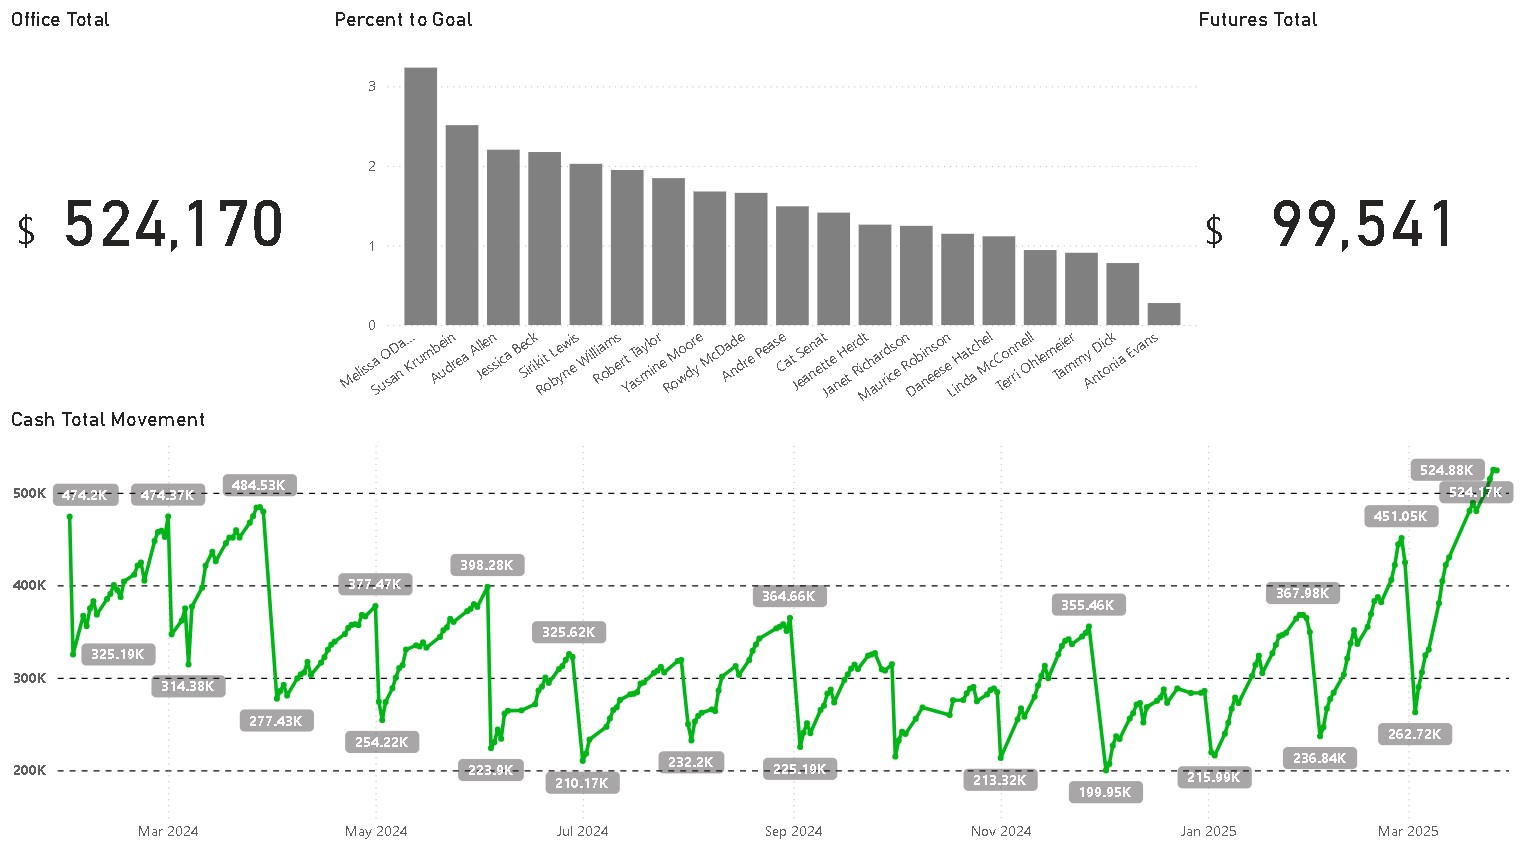 Office Total
Percent to Goal
Futures Total
$ 524,170
$ 99,541
3
2
1
0
Melissa ODa...
Susan Krumbein
Audrea Allen
Jessica Beck
Sirikit Lewis
Robyne Williams
Robert Taylor
Yasmine Moore
Rowdy McDade
Andre Pease
Cat Senat
Jeanette Herdt
Janet Richardson
Maurice Robinson
Daneese Hatchel
Linda McConnell
Terri Ohlemeier
Tammy Dick
Antonia Evans
Cash Total Movement
500K
400K
300K
200K
474.2K
325.19K
474.37K
314.38K
484.53K
277.43K
377.47K
254.22K
398.28K
223.9K
325.62K
210.17K
232.2K
364.66K
225.19K
213.32K
355.46K
199.95K
215.99K
367.98K
236.84K
451.05K
262.72K
524.88K
524.17K
Mar 2024
May 2024
Jul 2024
Sep 2024
Nov 2024
Jan 2025
Mar 2025